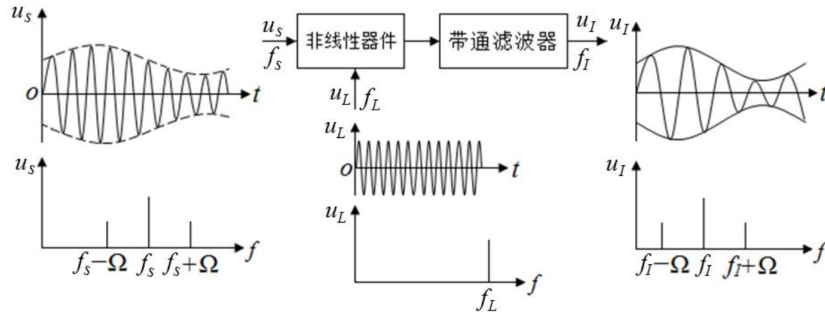 u_s
O
t
u_s
f_s−Ω f_s f_s+Ω f
u_s
f_s
非线性器件
带通滤波器
u_I
f_I
u_L f_L
u_L
O
t
u_L
f_L
f
u_I
O
t
u_I
f_I−Ω f_I f_I+Ω f